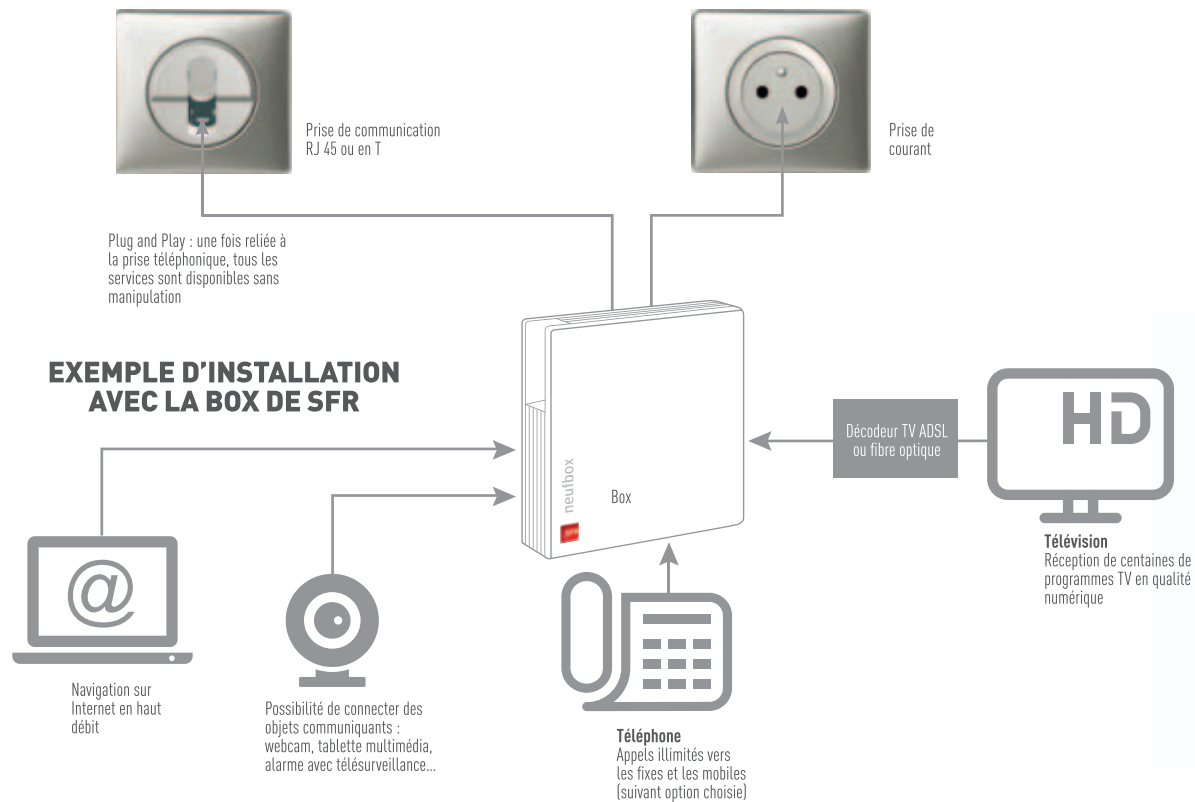 Prise de communication
RJ 45 ou en T
Prise de
courant
Plug and Play : une fois reliée à
la prise téléphonique, tous les
services sont disponibles sans
manipulation
EXEMPLE D'INSTALLATION
AVEC LA BOX DE SFR
HD
Décodeur TV ADSL
ou fibre optique
neufbox
Box
SFR
@
Télévision
Réception de centaines de
programmes TV en qualité
numérique
Navigation sur
Internet en haut
débit
Possibilité de connecter des
objets communiquants :
webcam, tablette multimédia,
alarme avec télésurveillance...
Téléphone
Appels illimités vers
les fixes et les mobiles
(suivant option choisie)